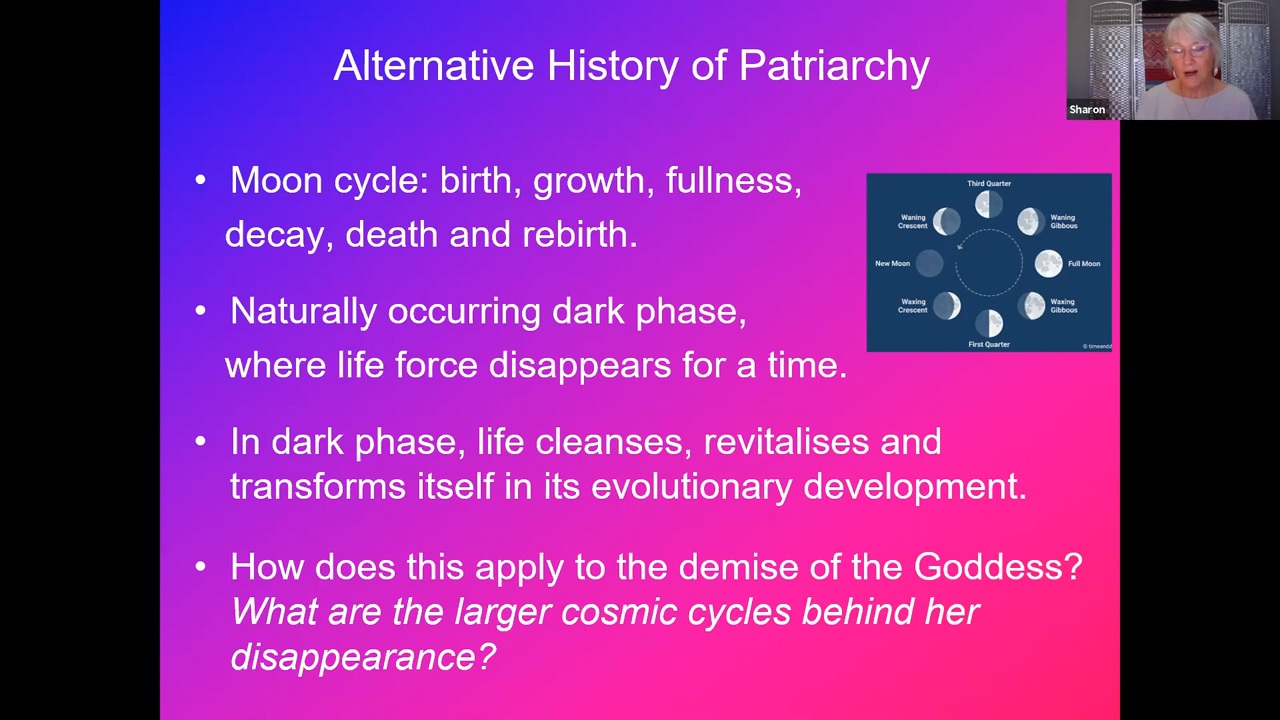 Alternative History of Patriarchy
Sharon
• Moon cycle: birth, growth, fullness,
decay, death and rebirth.
• Naturally occurring dark phase,
where life force disappears for a time.
• In dark phase, life cleanses, revitalises and
transforms itself in its evolutionary development.
• How does this apply to the demise of the Goddess?
What are the larger cosmic cycles behind her
disappearance?
Third Quarter
Waning
Crescent
Waning
Gibbous
New Moon
Full Moon
Waxing
Crescent
Waxing
Gibbous
First Quarter
© timeandd